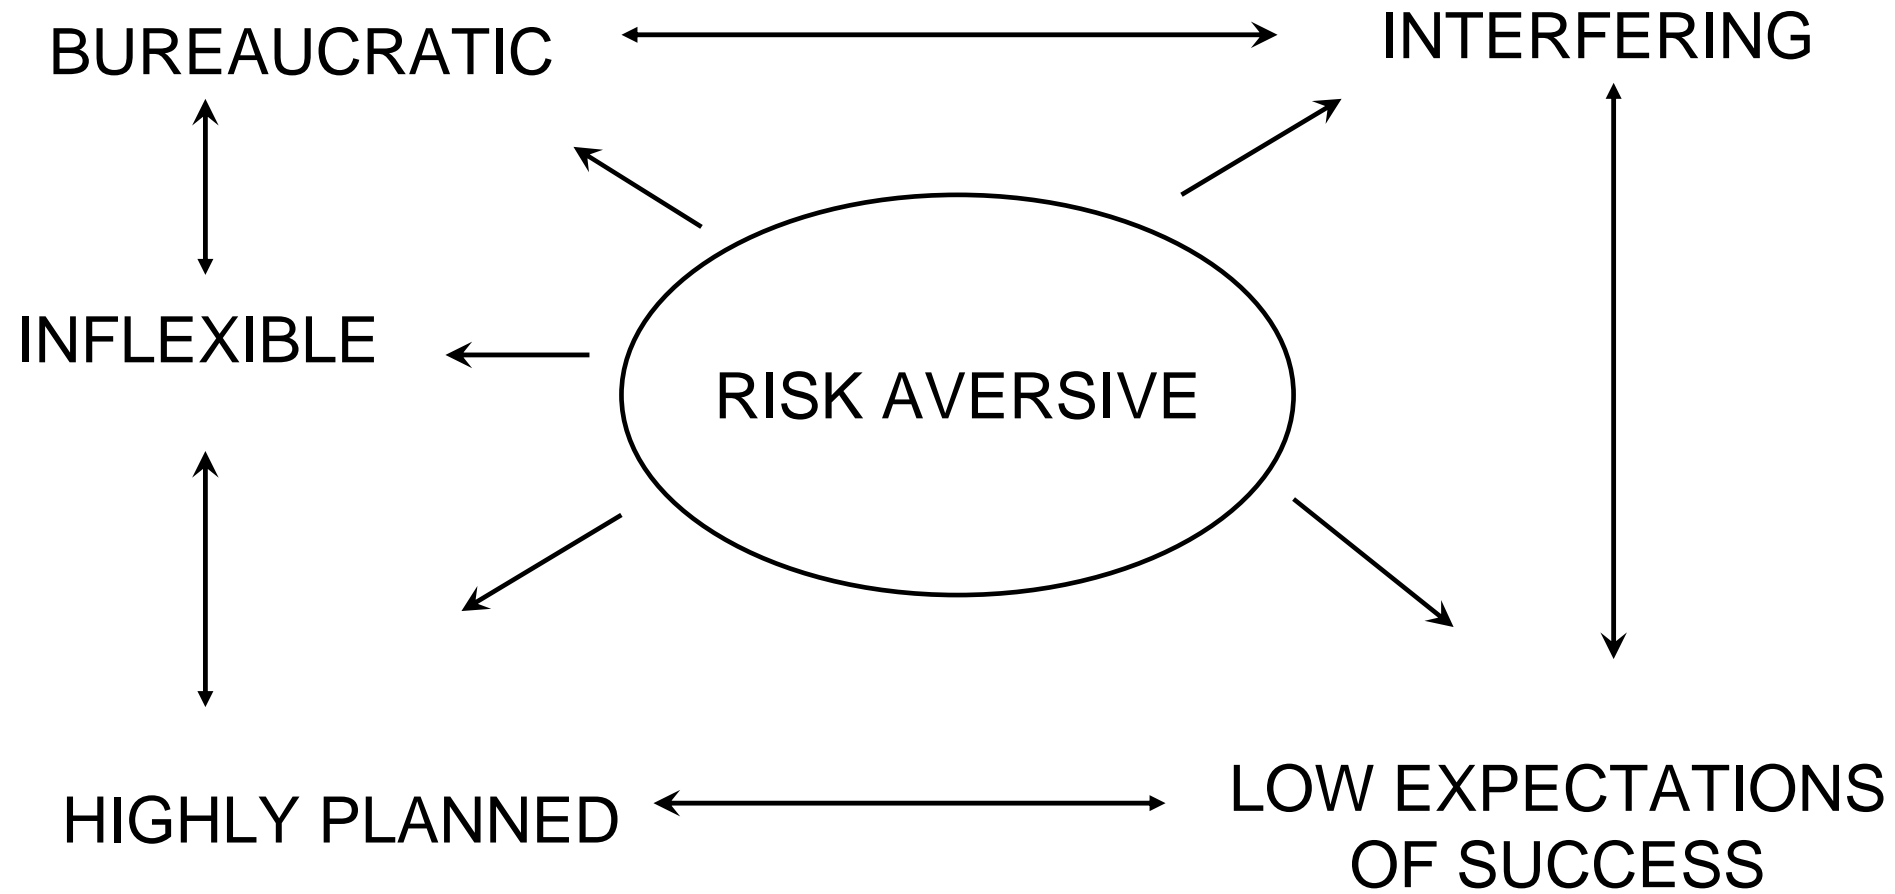 BUREAUCRATIC
INTERFERING
INFLEXIBLE
RISK AVERSIVE
HIGHLY PLANNED
LOW EXPECTATIONS
OF SUCCESS